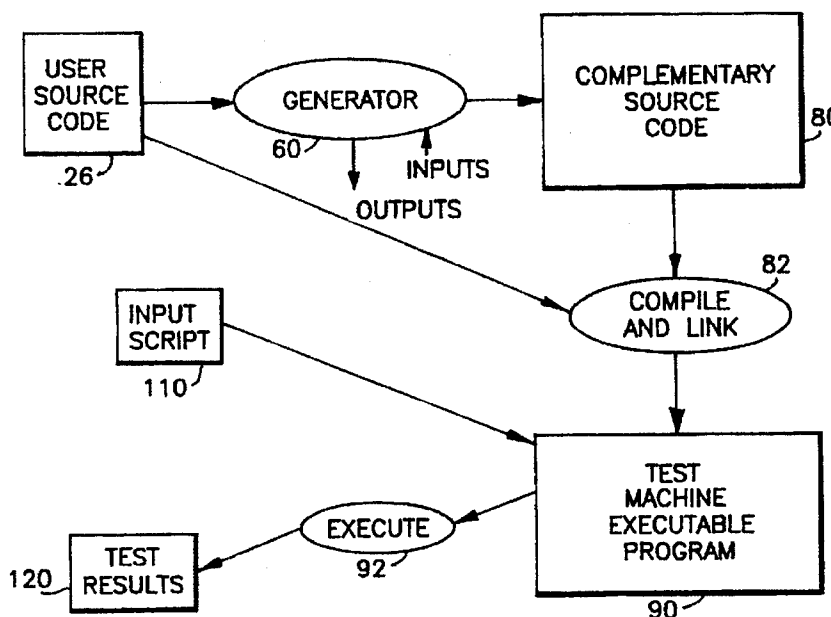 USER
SOURCE
CODE
26
GENERATOR
60
INPUTS
OUTPUTS
COMPLEMENTARY
SOURCE
CODE
80
82
COMPILE
AND LINK
INPUT
SCRIPT
110
TEST
MACHINE
EXECUTABLE
PROGRAM
90
EXECUTE
92
TEST
RESULTS
120